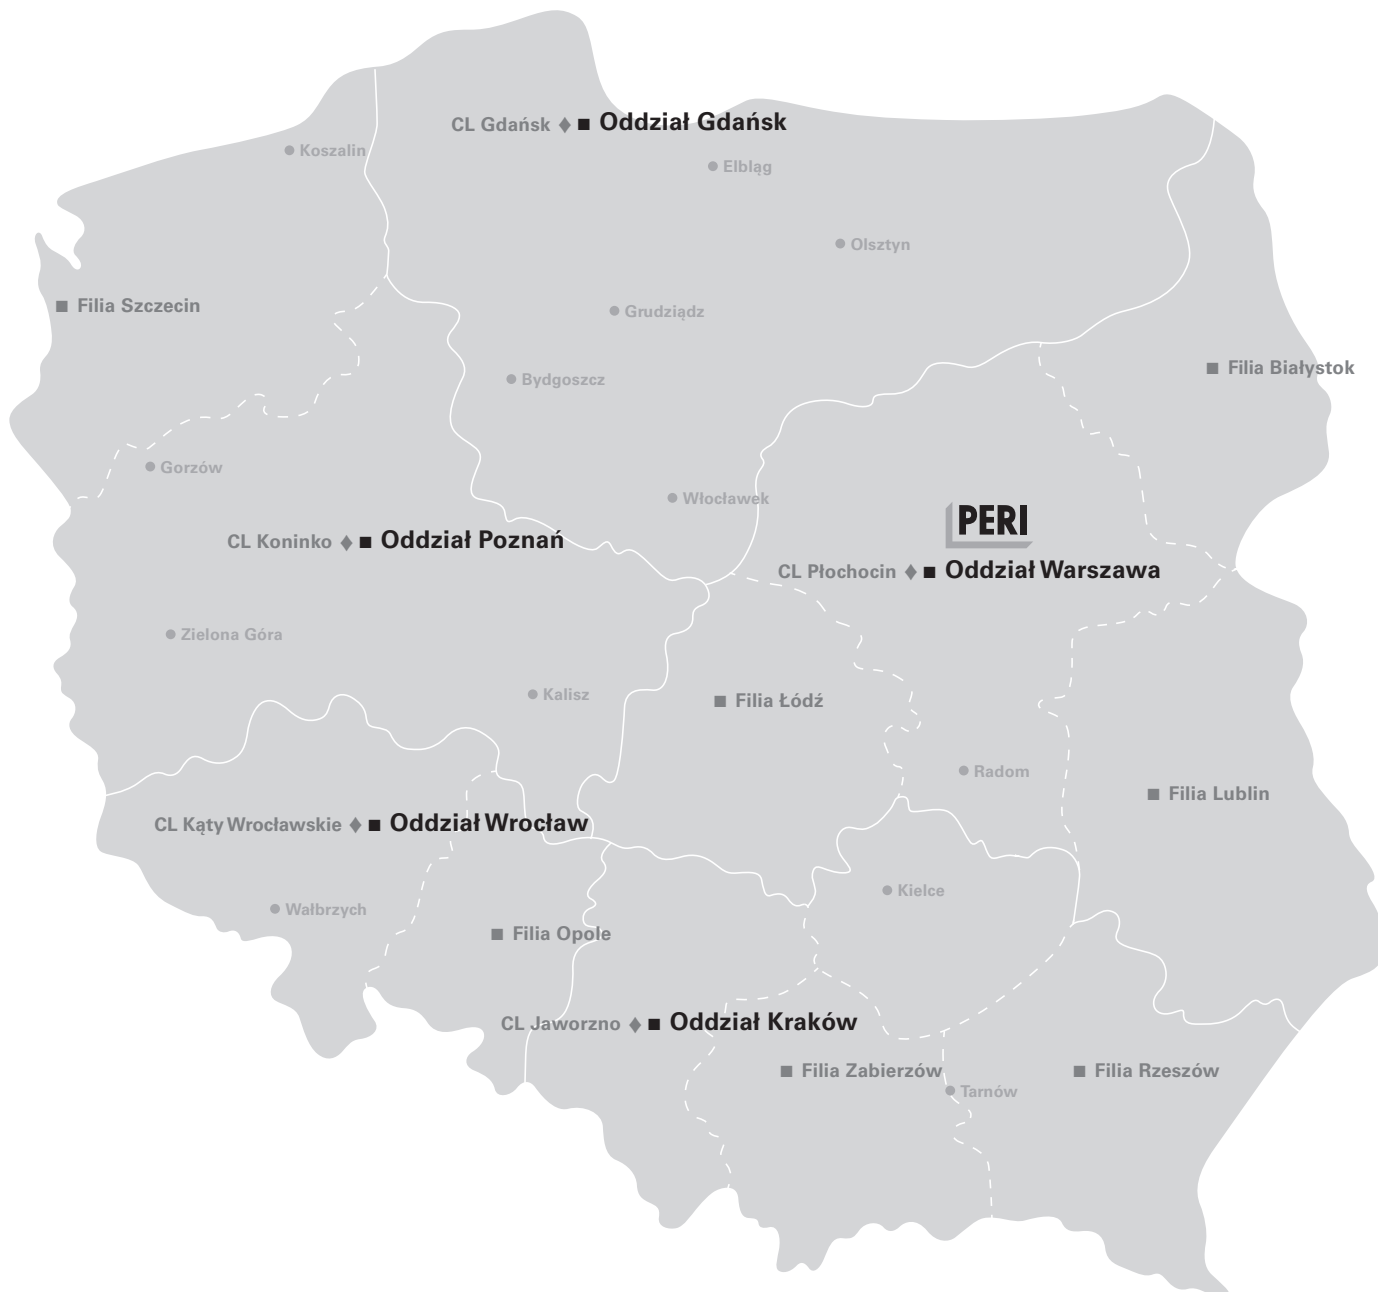 CL Gdańsk ♦ ■ Oddział Gdańsk
Koszalin
Elbląg
Olsztyn
Filia Szczecin
Grudziądz
Filia Białystok
Bydgoszcz
Gorzów
Włocławek
PERI
CL Koninko ♦ ■ Oddział Poznań
CL Płochocin ♦ ■ Oddział Warszawa
Zielona Góra
Kalisz
Filia Łódź
Radom
Filia Lublin
CL Kąty Wrocławskie ♦ ■ Oddział Wrocław
Kielce
Wałbrzych
Filia Opole
CL Jaworzno ♦ ■ Oddział Kraków
Filia Zabierzów
Filia Rzeszów
Tarnów